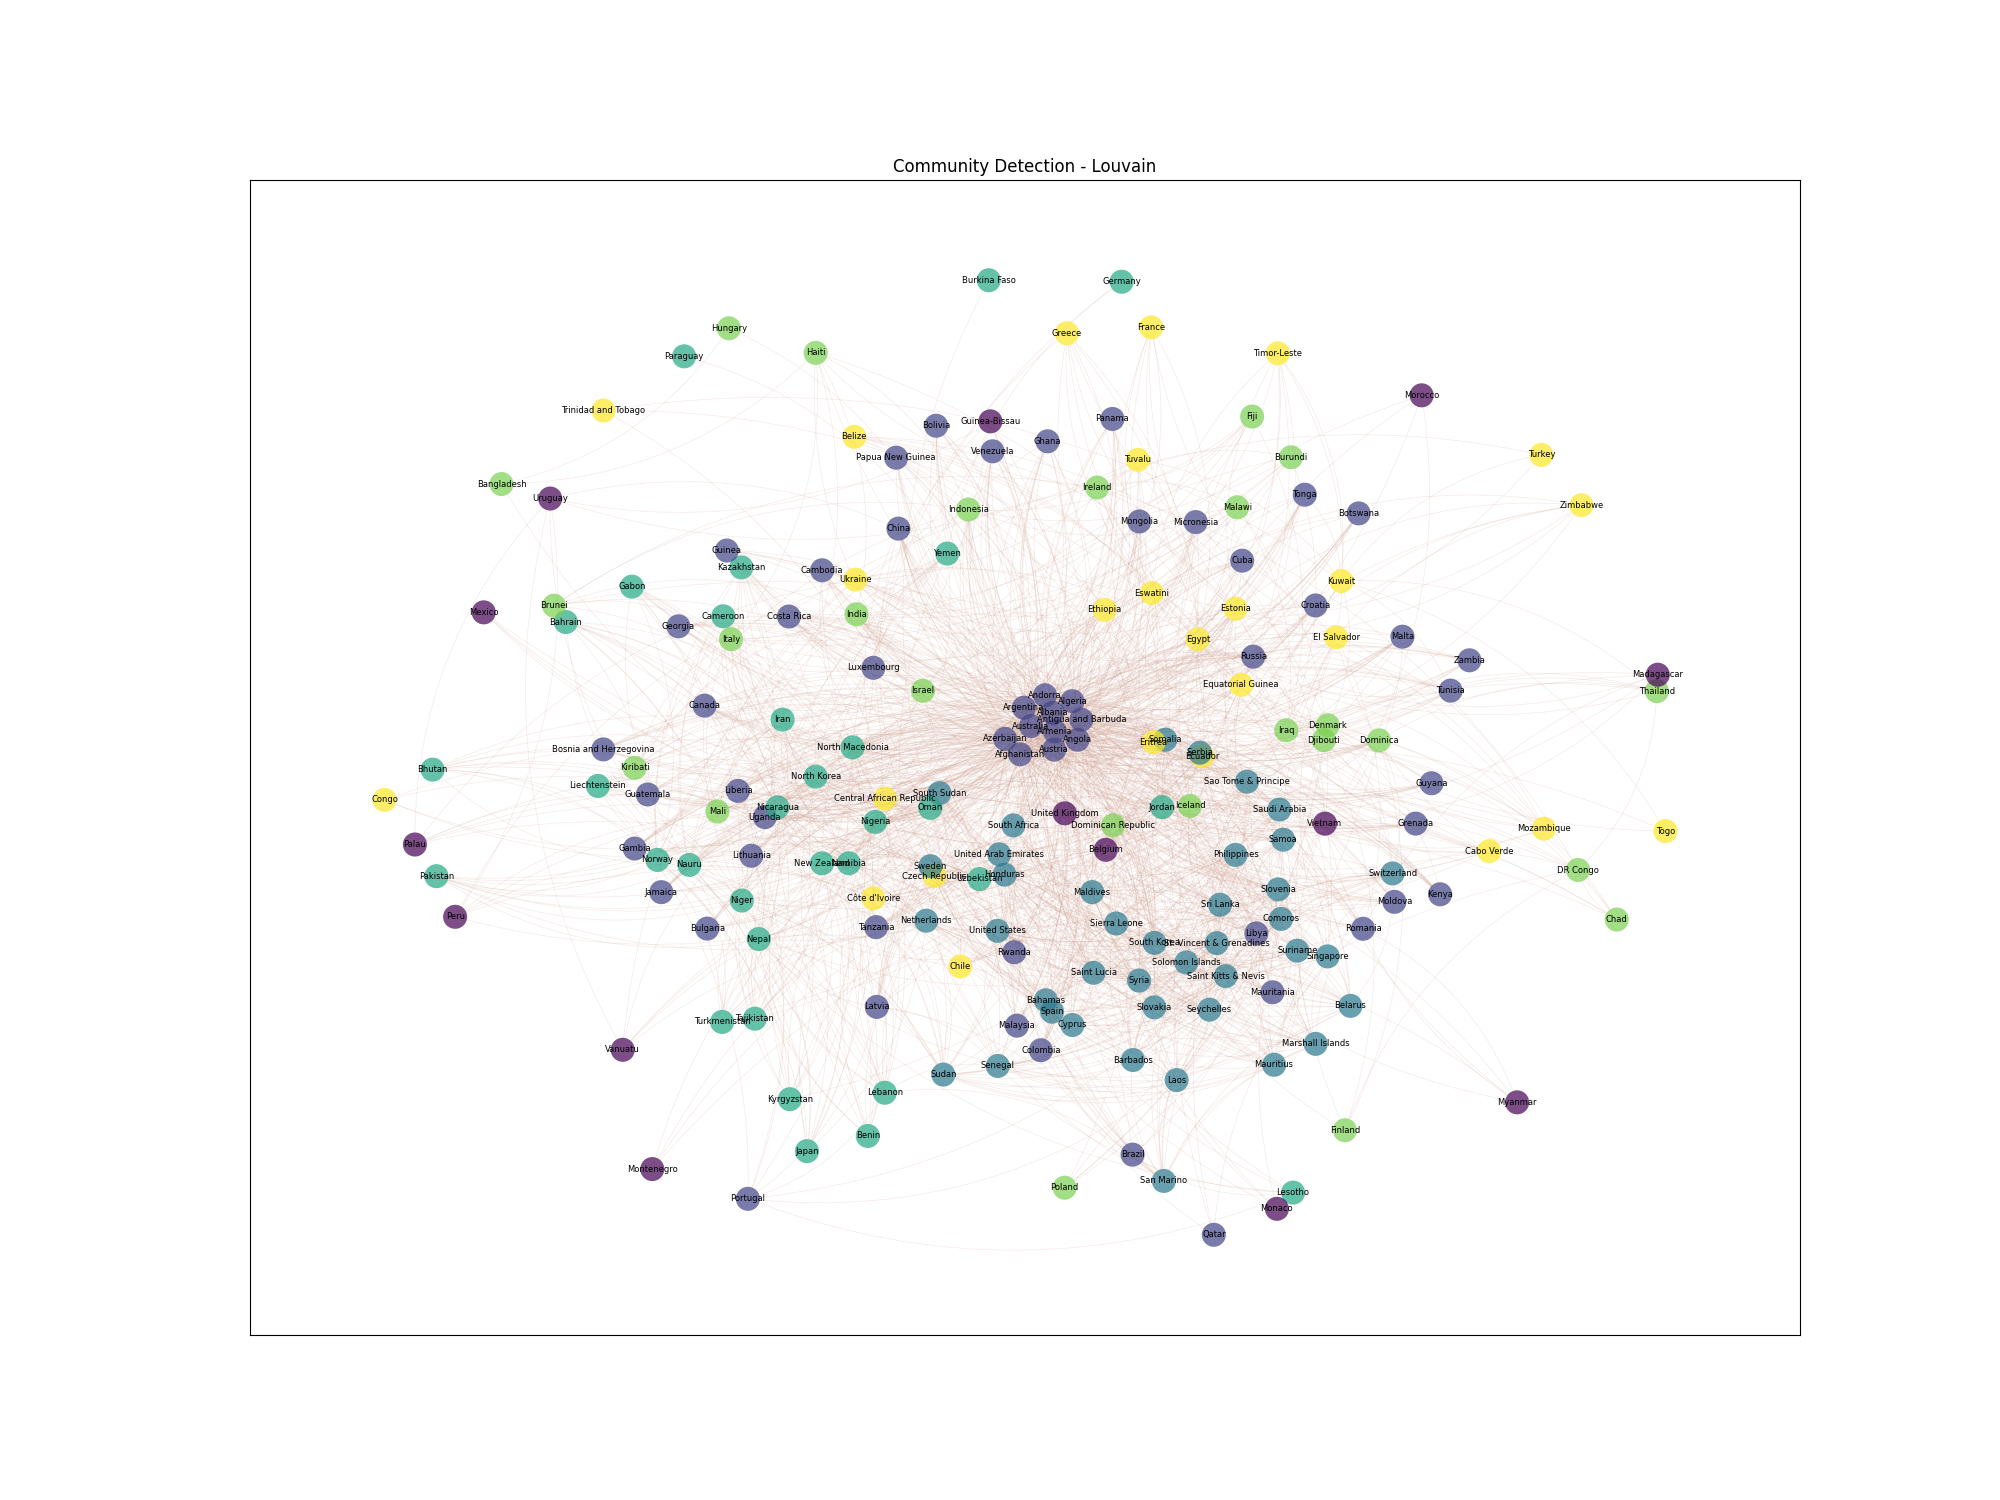 Community Detection - Louvain
Burkina Faso
Germany
Hungary
Greece
France
Haiti
Paraguay
Timor-Leste
Morocco
Trinidad and Tobago
Fiji
Panama
Guinea-Bissau
Bolivia
Belize
Ghana
Venezuela
Turkey
Papua New Guinea
Burundi
Tuvalu
Bangladesh
Ireland
Tonga
Uruguay
Zimbabwe
Malawi
Indonesia
Botswana
Mongolia
Micronesia
China
Guinea
Yemen
Cuba
Kazakhstan
Cambodia
Ukraine
Kuwait
Gabon
Eswatini
Brunei
Croatia
Estonia
Ethiopia
Mexico
India
Cameroon
Costa Rica
Bahrain
Georgia
Malta
El Salvador
Italy
Egypt
Russia
Zambia
Luxembourg
Madagascar
Equatorial Guinea
Israel
Tunisia
Thailand
Andorra
Algeria
Canada
Argentina
Albania
Iran
Antigua and Barbuda
Denmark
Australia
Iraq
Armenia
Azerbaijan
Angola
Somalia
Djibouti
Dominica
Eritrea
North Macedonia
Bosnia and Herzegovina
Austria
Serbia
Afghanistan
Ecuador
Kiribati
Bhutan
North Korea
Sao Tome & Principe
Guyana
Liechtenstein
Liberia
South Sudan
Guatemala
Congo
Central African Republic
Iceland
Nicaragua
Oman
Jordan
Saudi Arabia
Mali
United Kingdom
Uganda
Nigeria
South Africa
Dominican Republic
Vietnam
Grenada
Mozambique
Togo
Samoa
Palau
Gambia
Belgium
Cabo Verde
United Arab Emirates
Philippines
Lithuania
Norway
Nauru
New Zealand
Namibia
Sweden
DR Congo
Switzerland
Honduras
Pakistan
Czech Republic
Uzbekistan
Slovenia
Jamaica
Maldives
Kenya
Côte d'Ivoire
Niger
Moldova
Sri Lanka
Peru
Comoros
Chad
Netherlands
Sierra Leone
Tanzania
Bulgaria
Romania
United States
Libya
Nepal
South Korea
St. Vincent & Grenadines
Suriname
Rwanda
Singapore
Solomon Islands
Chile
Saint Lucia
Saint Kitts & Nevis
Syria
Mauritania
Bahamas
Belarus
Latvia
Slovakia
Seychelles
Spain
Tajikistan
Turkmenistan
Malaysia
Cyprus
Marshall Islands
Vanuatu
Colombia
Barbados
Mauritius
Senegal
Sudan
Laos
Lebanon
Kyrgyzstan
Myanmar
Finland
Benin
Japan
Brazil
Montenegro
San Marino
Poland
Lesotho
Portugal
Monaco
Qatar